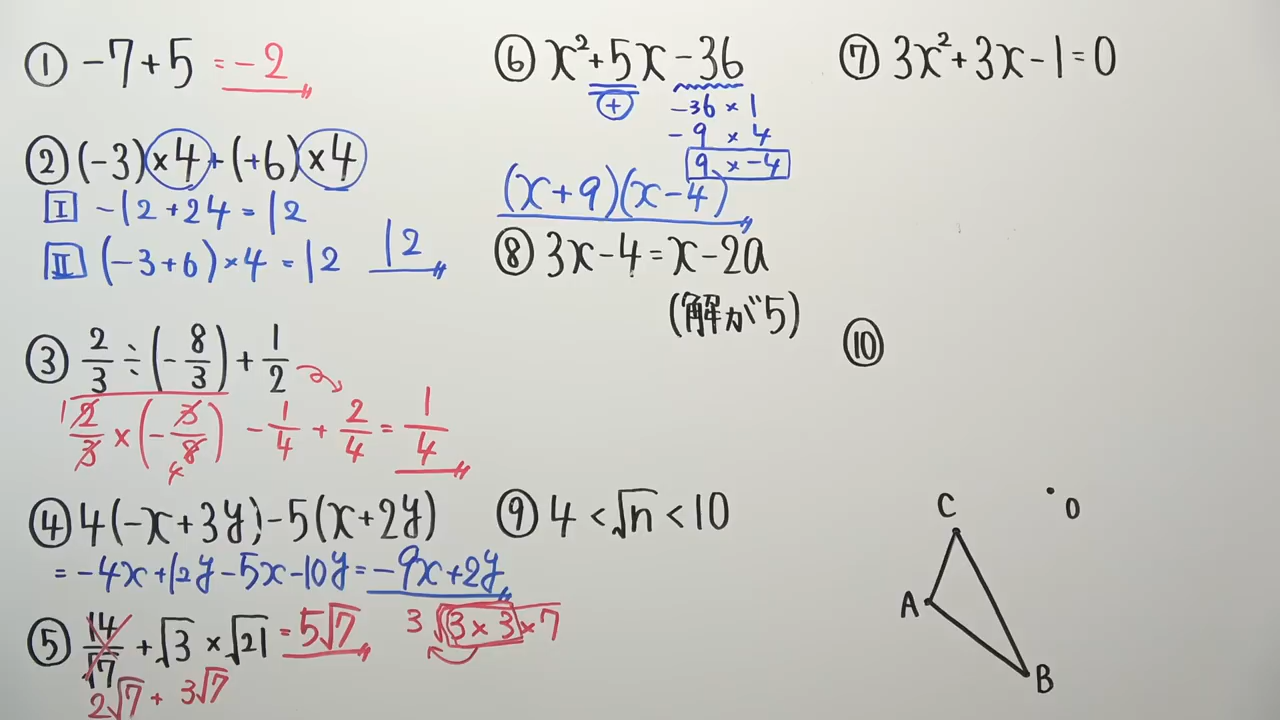 ① -7+5 = -2
② (-3)×4+(+6)×4
Ⅰ -12+24=12
Ⅱ (-3+6)×4=12 12
③ 2/3 ÷ (-8/3) + 1/2
1 2/3 × (-3/8) 4 -1/4 + 2/4 = 1/4
④ 4(-x+3y)-5(x+2y)
= -4x+12y-5x-10y=-9x+2y
⑤ 14/√7 + √3 × √21 = 5√7 3 √3×3×7
2√7 + 3√7
⑥ x²+5x-36
+
-36 × 1
-9 × 4
9 × -4
(x+9)(x-4)
⑧ 3x-4=x-2a
(解が5)
⑨ 4<√n<10
⑦ 3x²+3x-1=0
⑩
C O
A
B